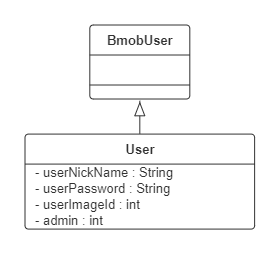 BmobUser
User
- userNickName : String
- userPassword : String
- userImageId : int
- admin : int